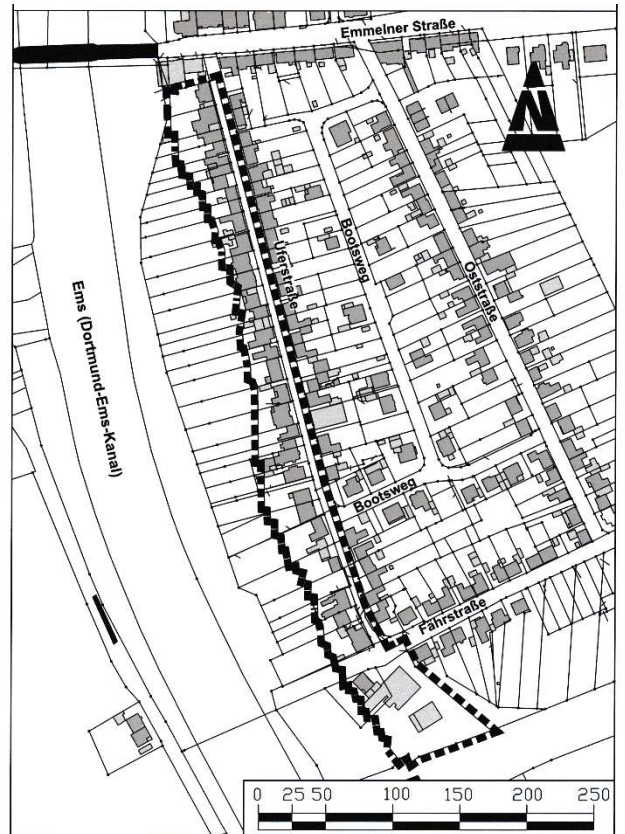 Emmelner Straße
N
Uferstraße
Bootsweg
Oststraße
Ems (Dortmund-Ems-Kanal)
Bootsweg
Fährstraße
0 25 50 100 150 200 250